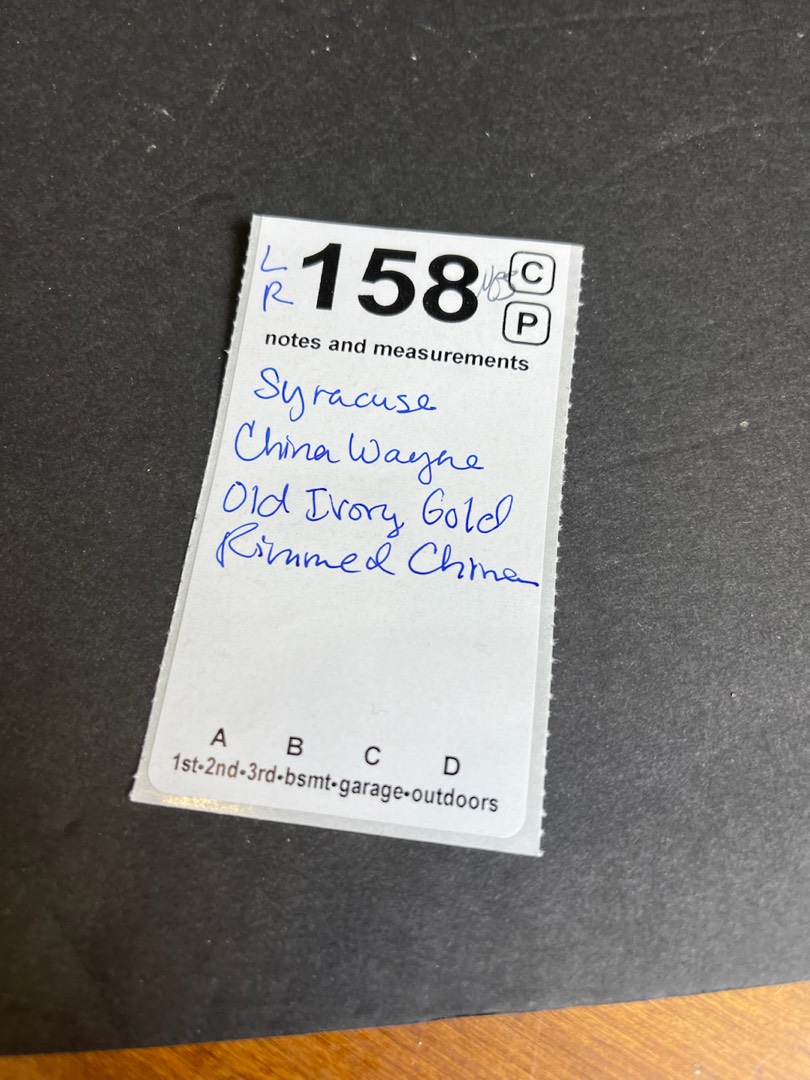 L
R
158
C
P
notes and measurements
Syracuse
China Wayne
Old Ivory Gold
Rimmed China
A B C D
1st•2nd•3rd•bsmt•garage•outdoors